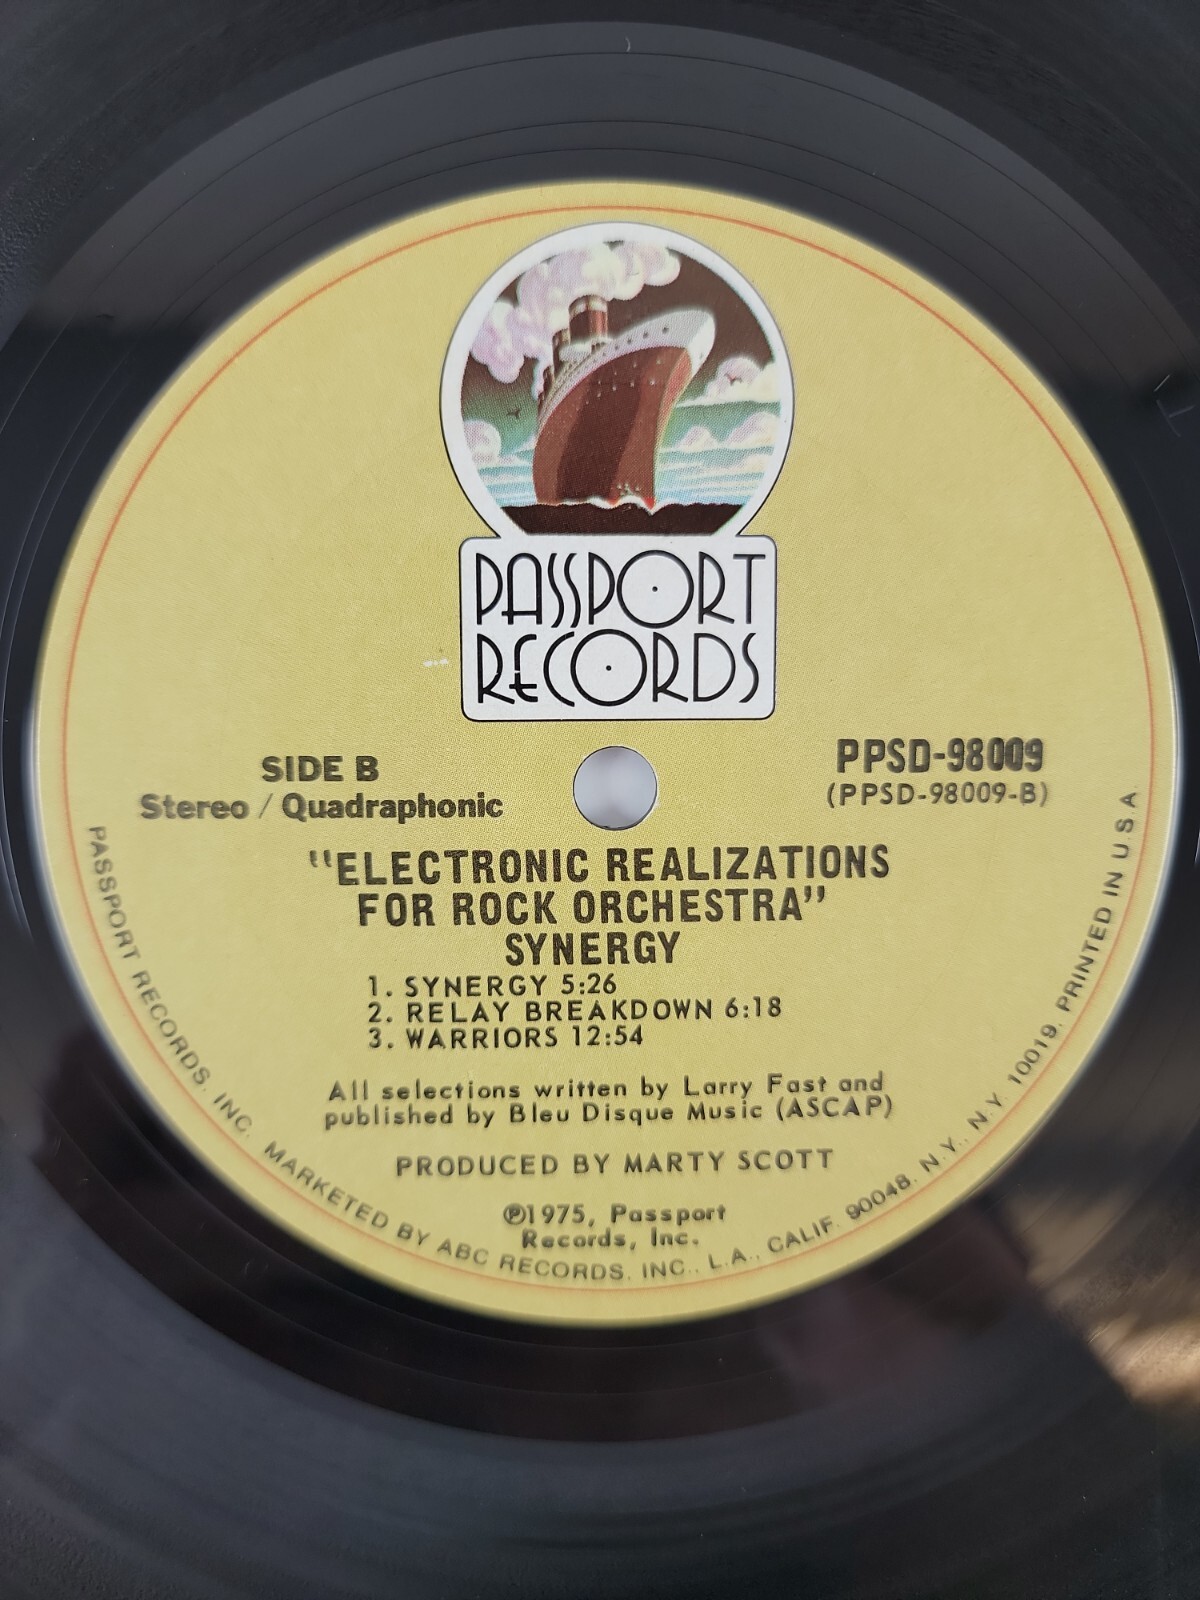 PASSPORT
RECORDS
SIDE B
Stereo / Quadraphonic
PPSD-98009
(PPSD-98009-B)
"ELECTRONIC REALIZATIONS
FOR ROCK ORCHESTRA"
SYNERGY
1. SYNERGY 5:26
2. RELAY BREAKDOWN 6:18
3. WARRIORS 12:54
All selections written by Larry Fast and
published by Bleu Disque Music (ASCAP)
PRODUCED BY MARTY SCOTT
℗1975, Passport
Records, Inc.
PASSPORT RECORDS, INC. MARKETED BY ABC RECORDS, INC., L.A., CALIF. 90048, N.Y., N.Y. 10019. PRINTED IN U.S.A